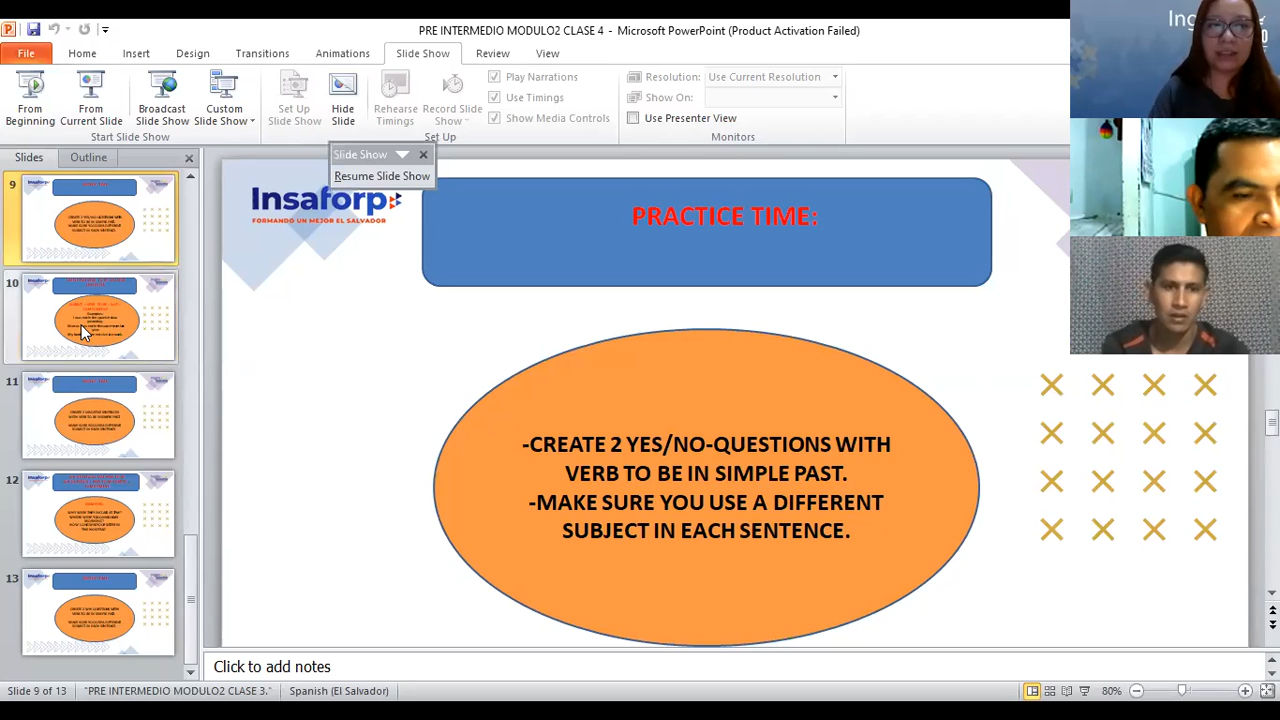 PRE INTERMEDIO MODULO2 CLASE 4 - Microsoft PowerPoint (Product Activation Failed)
File Home Insert Design Transitions Animations Slide Show Review View
From Beginning
From Current Slide
Broadcast Slide Show
Custom Slide Show
Set Up Slide Show
Hide Slide
Rehearse Timings
Record Slide Show
Play Narrations
Use Timings
Show Media Controls
Resolution: Use Current Resolution
Show On:
Use Presenter View
Start Slide Show
Set Up
Monitors
Slides Outline
Slide Show
Resume Slide Show
9
10
11
12
13
Insaforp
FORMANDO UN MEJOR EL SALVADOR
PRACTICE TIME:
-CREATE 2 YES/NO-QUESTIONS WITH
VERB TO BE IN SIMPLE PAST.
-MAKE SURE YOU USE A DIFFERENT
SUBJECT IN EACH SENTENCE.
Click to add notes
Slide 9 of 13 "PRE INTERMEDIO MODULO2 CLASE 3." Spanish (El Salvador) 80%